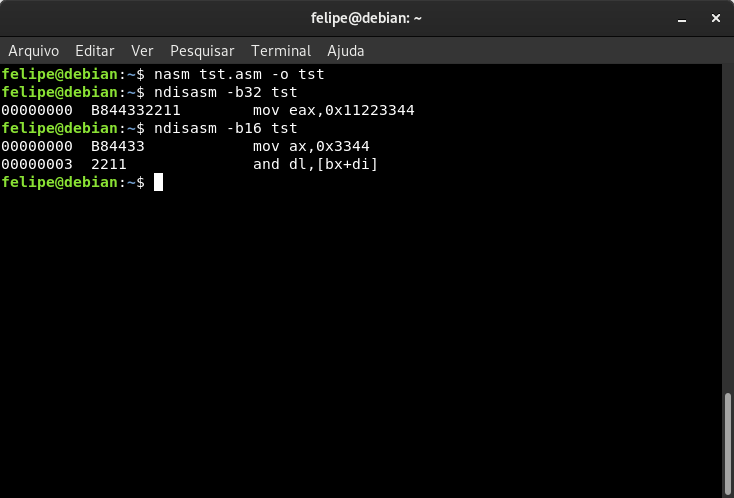 felipe@debian: ~
Arquivo Editar Ver Pesquisar Terminal Ajuda
felipe@debian:~$ nasm tst.asm -o tst
felipe@debian:~$ ndisasm -b32 tst
00000000  B844332211        mov eax,0x11223344
felipe@debian:~$ ndisasm -b16 tst
00000000  B84433            mov ax,0x3344
00000003  2211              and dl,[bx+di]
felipe@debian:~$